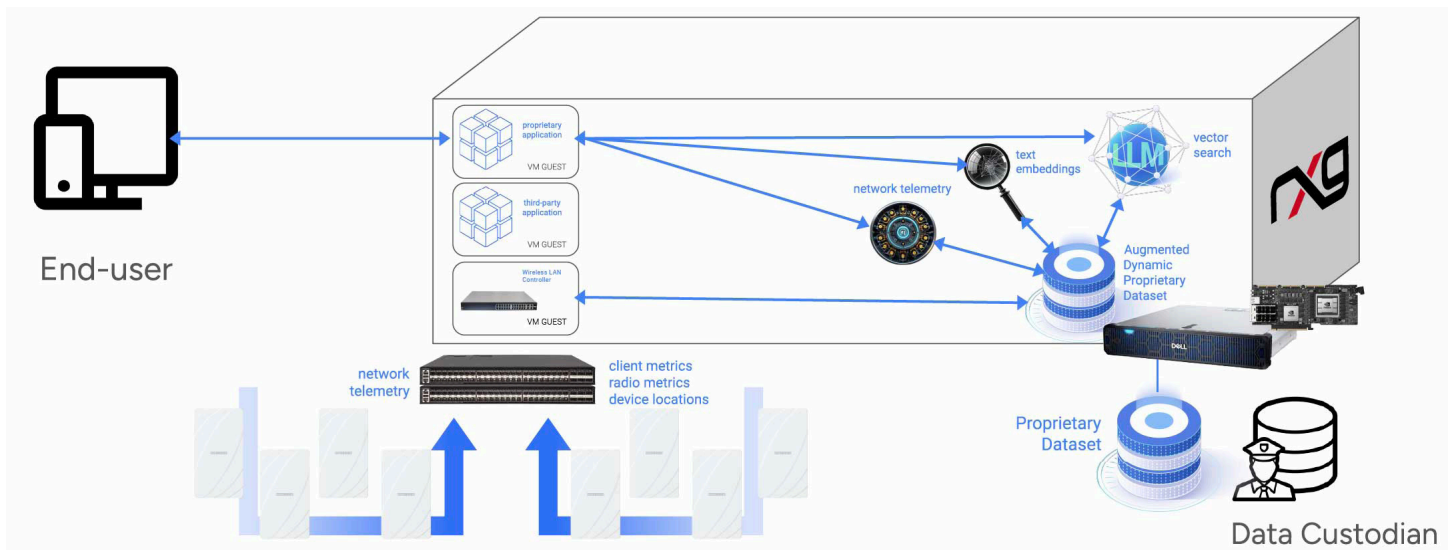 proprietary
application
VM GUEST
third-party
application
VM GUEST
Wireless LAN
Controller
VM GUEST
End-user
network telemetry
text
embeddings
LLM
vector
search
Augmented
Dynamic
Proprietary
Dataset
rxg
DELL
network
telemetry
client metrics
radio metrics
device locations
Proprietary
Dataset
Data Custodian